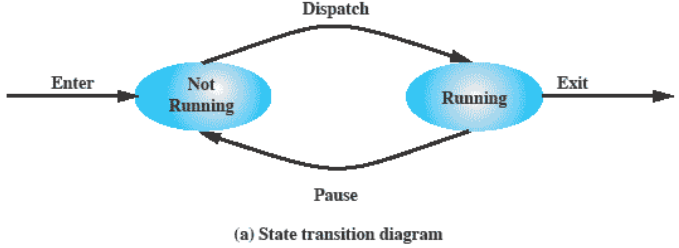 Dispatch
Enter
Not
Running
Running
Exit
Pause
(a) State transition diagram